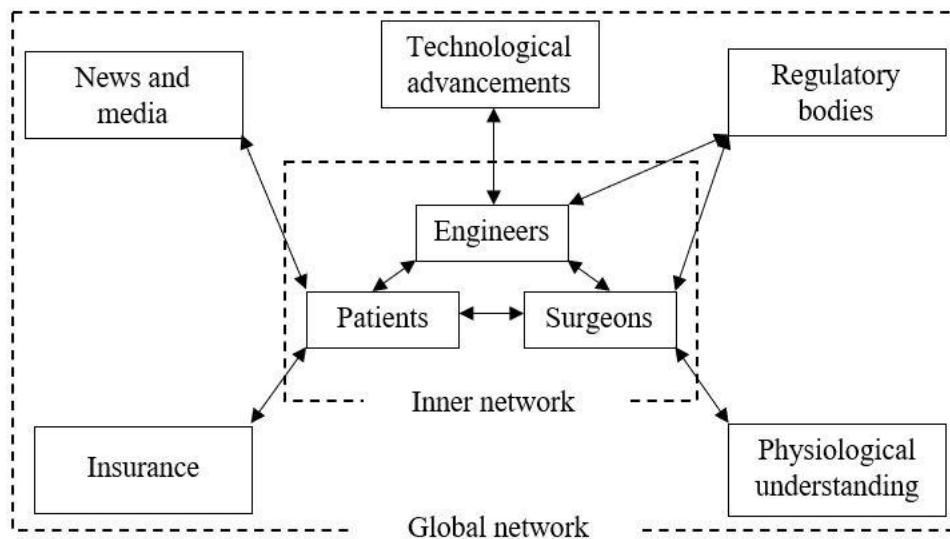 Technological
advancements
News and
media
Regulatory
bodies
Engineers
Patients
Surgeons
Inner network
Insurance
Physiological
understanding
Global network